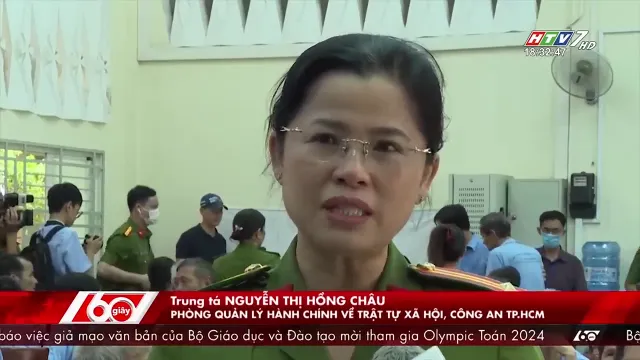 HTV7 HD
18:32:47
60 giây
Trung tá NGUYỄN THỊ HỒNG CHÂU
PHÒNG QUẢN LÝ HÀNH CHÍNH VỀ TRẬT TỰ XÃ HỘI, CÔNG AN TP.HCM
báo việc giả mạo văn bản của Bộ Giáo dục và Đào tạo mời tham gia Olympic Toán 2024
60
Bả